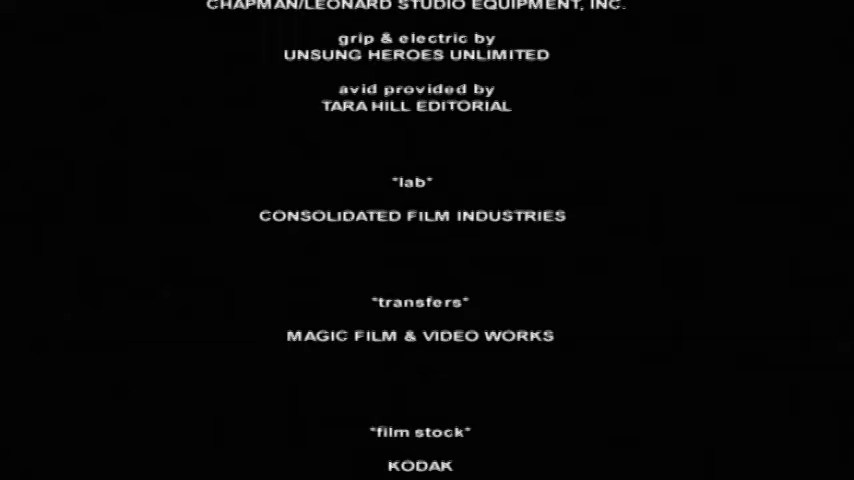 CHAPMAN/LEONARD STUDIO EQUIPMENT, INC.
grip & electric by
UNSUNG HEROES UNLIMITED
avid provided by
TARA HILL EDITORIAL
*lab*
CONSOLIDATED FILM INDUSTRIES
*transfers*
MAGIC FILM & VIDEO WORKS
*film stock*
KODAK